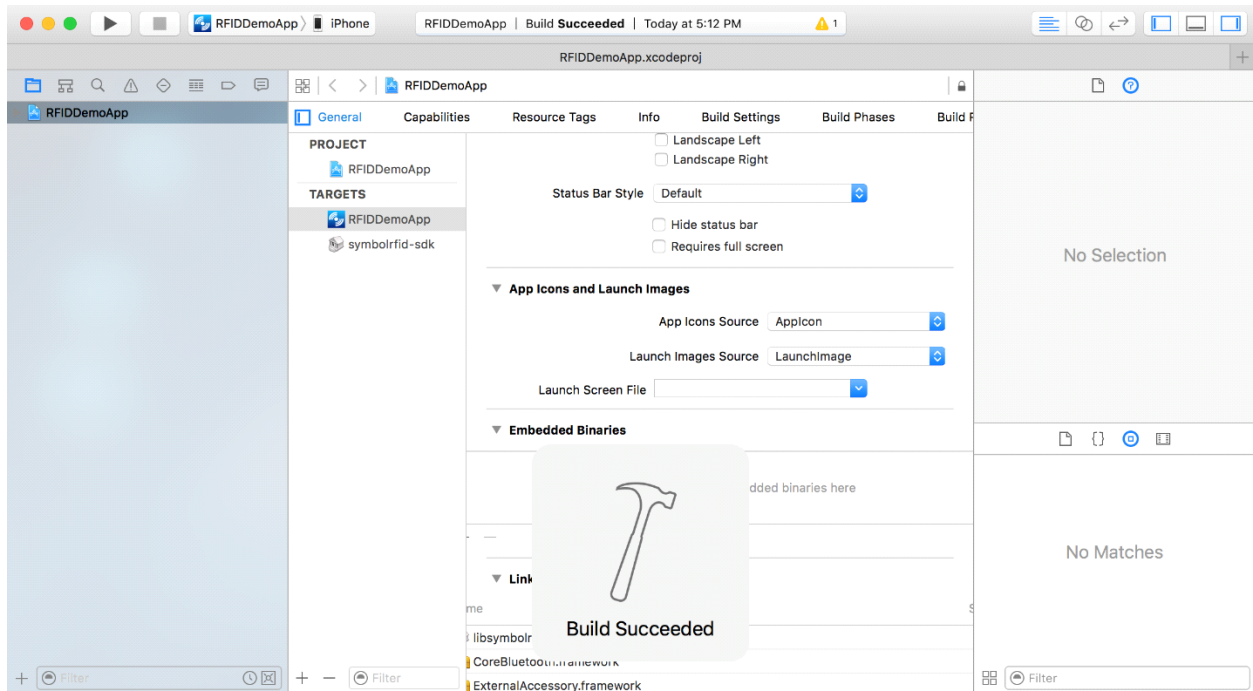 RFIDDemoApp iPhone RFIDDemoApp | Build Succeeded | Today at 5:12 PM 1
RFIDDemoApp.xcodeproj
RFIDDemoApp
RFIDDemoApp
General Capabilities Resource Tags Info Build Settings Build Phases Build
PROJECT
RFIDDemoApp
TARGETS
RFIDDemoApp
symbolrfid-sdk
Landscape Left
Landscape Right
Status Bar Style Default
Hide status bar
Requires full screen
App Icons and Launch Images
App Icons Source AppIcon
Launch Images Source LaunchImage
Launch Screen File
Embedded Binaries
dded binaries here
Link
me
libsymbolr
CoreBluetooth.framework
ExternalAccessory.framework
Build Succeeded
No Selection
No Matches
Filter
Filter
Filter